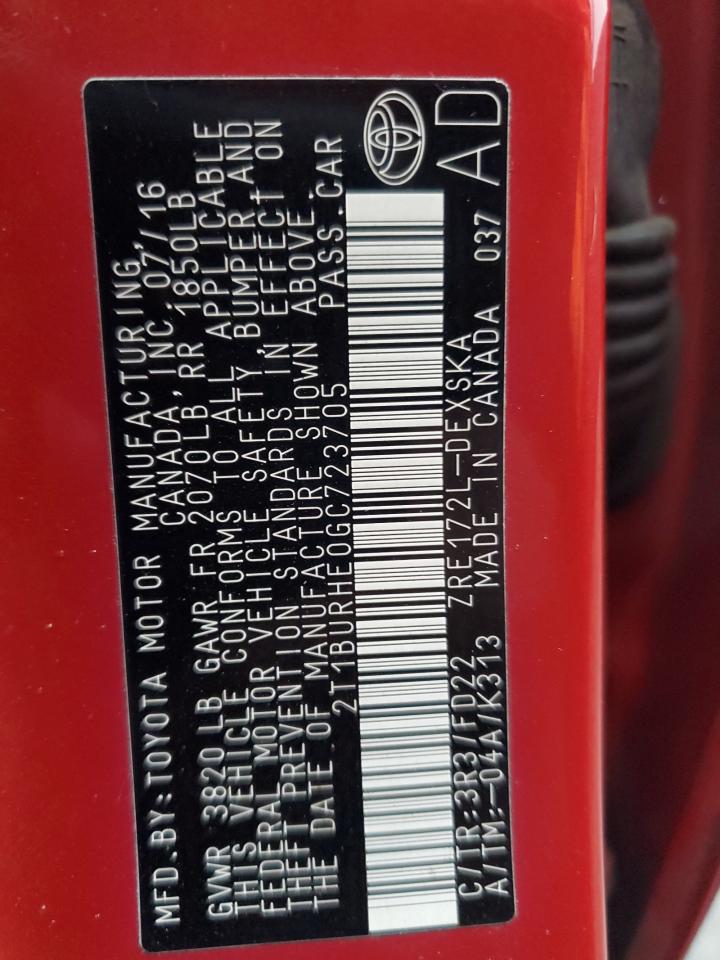 MFD.BY:TOYOTA MOTOR MANUFACTURING,
CANADA, INC 07/16
GVWR 3820 LB GAWR FR 2070LB, RR 1850LB
THIS VEHICLE CONFORMS TO ALL APPLICABLE
FEDERAL MOTOR VEHICLE SAFETY, BUMPER AND
THEFT PREVENTION STANDARDS IN EFFECT ON
THE DATE OF MANUFACTURE SHOWN ABOVE.
2T1BURHE0GC723705 PASS.CAR
C/TR:3R3/FD22 ZRE172L-DEXSKA AD
A/TM:-04A/K313 MADE IN CANADA 037